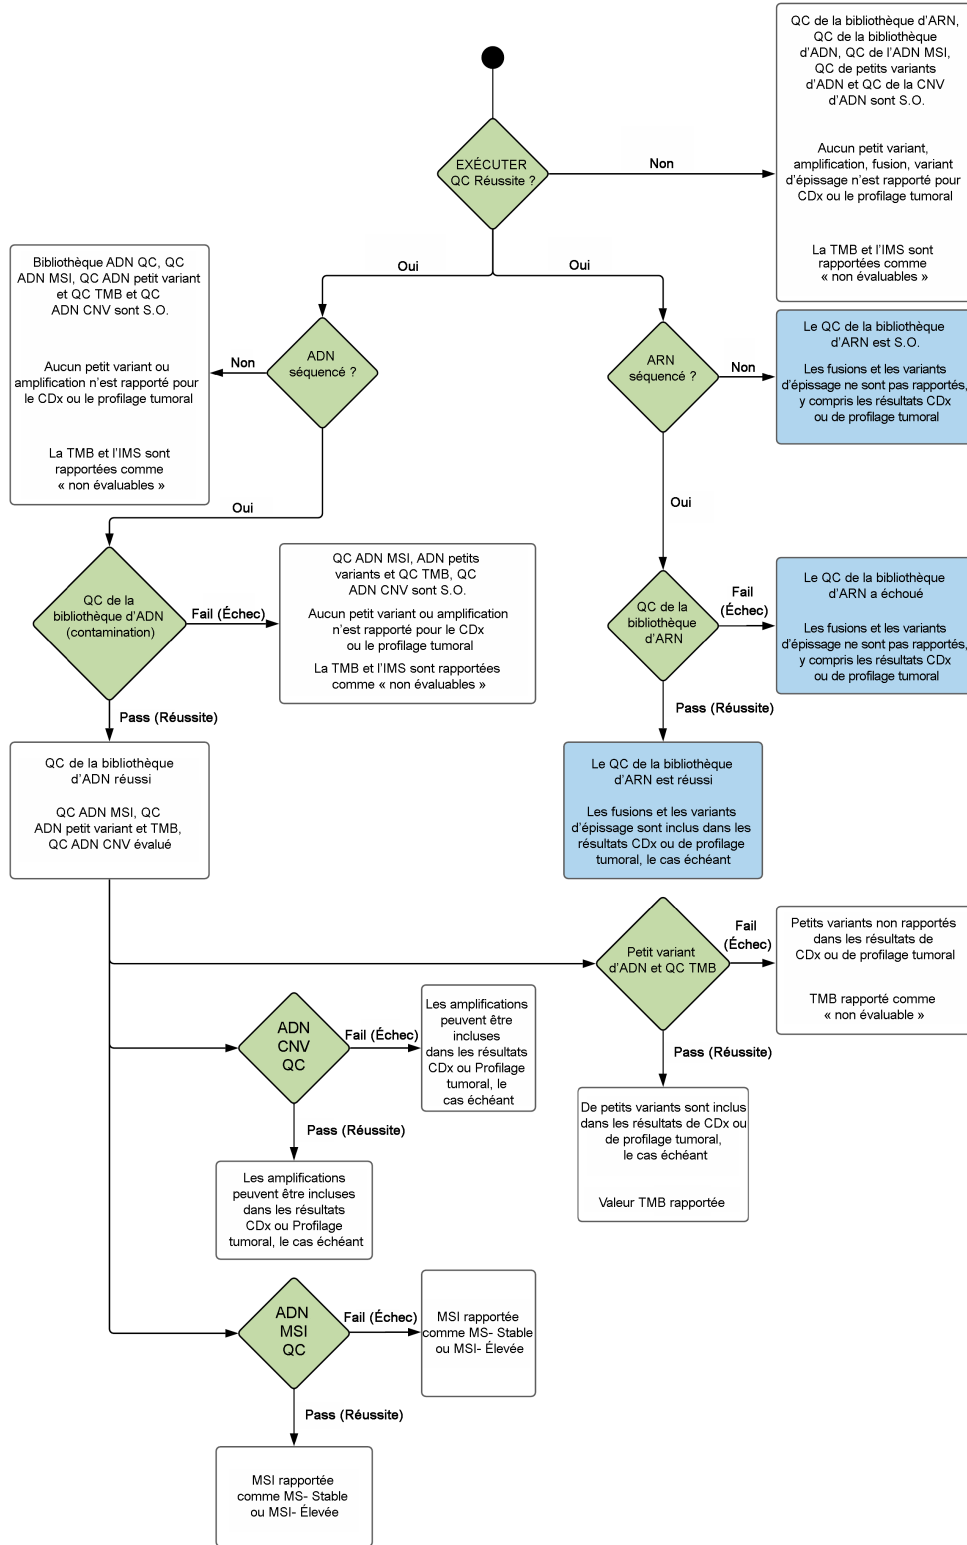 QC de la bibliothèque d'ARN,
QC de la bibliothèque
d'ADN, QC de l'ADN MSI,
QC de petits variants
d'ADN et QC de la CNV
d'ADN sont S.O.
Aucun petit variant,
amplification, fusion, variant
d'épissage n'est rapporté pour
CDx ou le profilage tumoral
La TMB et l'IMS sont
rapportées comme
« non évaluables »
EXÉCUTER
QC Réussite ?
Non
Oui
Oui
Bibliothèque ADN QC, QC
ADN MSI, QC ADN petit variant
et QC TMB et QC
ADN CNV sont S.O.
Aucun petit variant ou
amplification n'est rapporté pour
le CDx ou le profilage tumoral
La TMB et l'IMS sont
rapportées comme
« non évaluables »
Non
ADN
séquencé ?
ARN
séquencé ?
Non
Le QC de la bibliothèque
d'ARN est S.O.
Les fusions et les variants
d'épissage ne sont pas rapportés,
y compris les résultats CDx
ou de profilage tumoral
Oui
Oui
QC de la
bibliothèque d'ADN
(contamination)
Fail (Échec)
QC ADN MSI, ADN petits
variants et QC TMB, QC
ADN CNV sont S.O.
Aucun petit variant ou amplification
n'est rapporté pour le CDx
ou le profilage tumoral
La TMB et l'IMS sont rapportées
comme « non évaluables »
QC de la
bibliothèque
d'ARN
Fail
(Échec)
Le QC de la bibliothèque
d'ARN a échoué
Les fusions et les variants
d'épissage ne sont pas rapportés,
y compris les résultats CDx
ou de profilage tumoral
Pass (Réussite)
Pass (Réussite)
QC de la bibliothèque
d'ADN réussi
QC ADN MSI, QC
ADN petit variant et TMB,
QC ADN CNV évalué
Le QC de la bibliothèque
d'ARN est réussi
Les fusions et les variants
d'épissage sont inclus dans les
résultats CDx ou de profilage
tumoral, le cas échéant
Petit variant
d'ADN et QC TMB
Fail
(Échec)
Petits variants non rapportés
dans les résultats de
CDx ou de profilage tumoral
TMB rapporté comme
« non évaluable »
Pass (Réussite)
De petits variants sont inclus
dans les résultats de CDx ou
de profilage tumoral,
le cas échéant
Valeur TMB rapportée
ADN
CNV
QC
Fail (Échec)
Les amplifications
peuvent être
incluses
dans les résultats
CDx ou Profilage
tumoral, le
cas échéant
Pass (Réussite)
Les amplifications
peuvent être incluses
dans les résultats
CDx ou Profilage
tumoral, le cas échéant
ADN
MSI
QC
Fail (Échec)
MSI rapportée
comme MS- Stable
ou MSI- Élevée
Pass (Réussite)
MSI rapportée
comme MS- Stable
ou MSI- Élevée